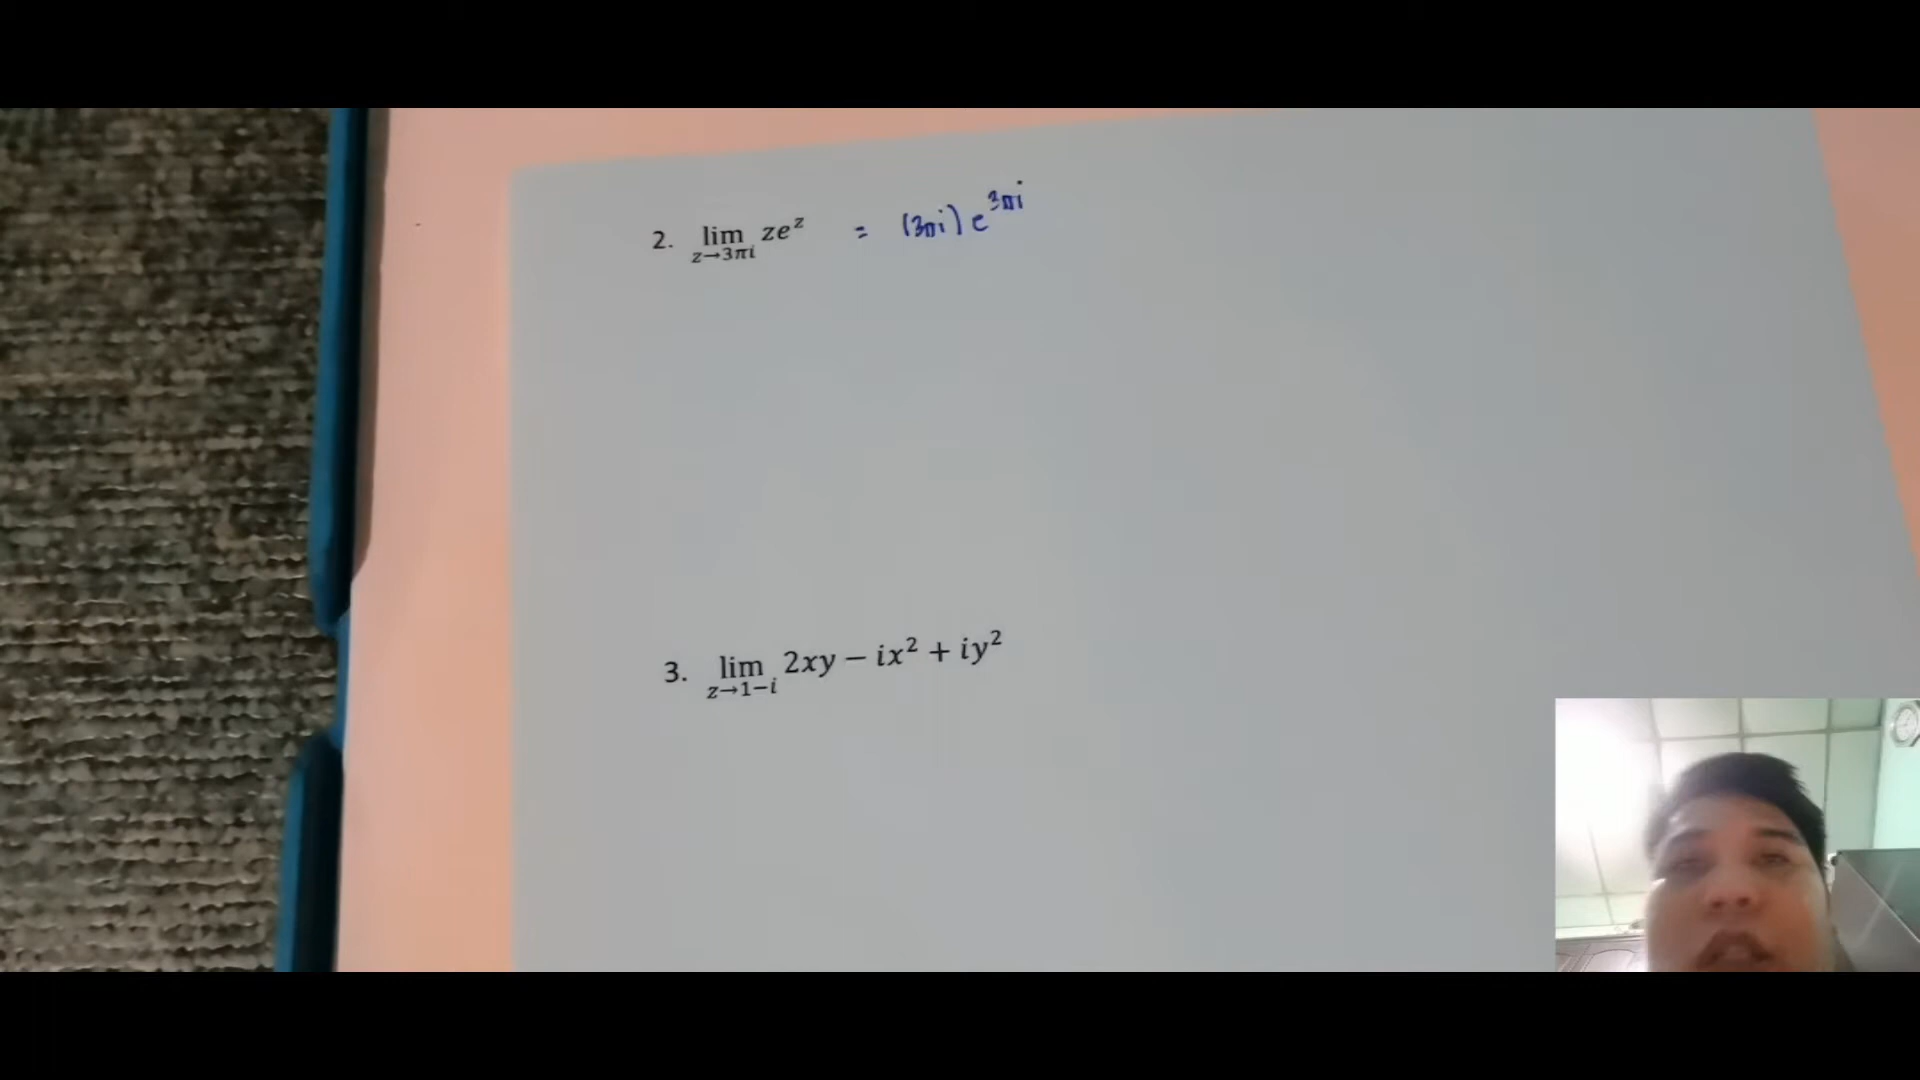 2. lim z→3πi ze^z = (3πi) e^3πi
3. lim z→1−i 2xy − ix² + iy²